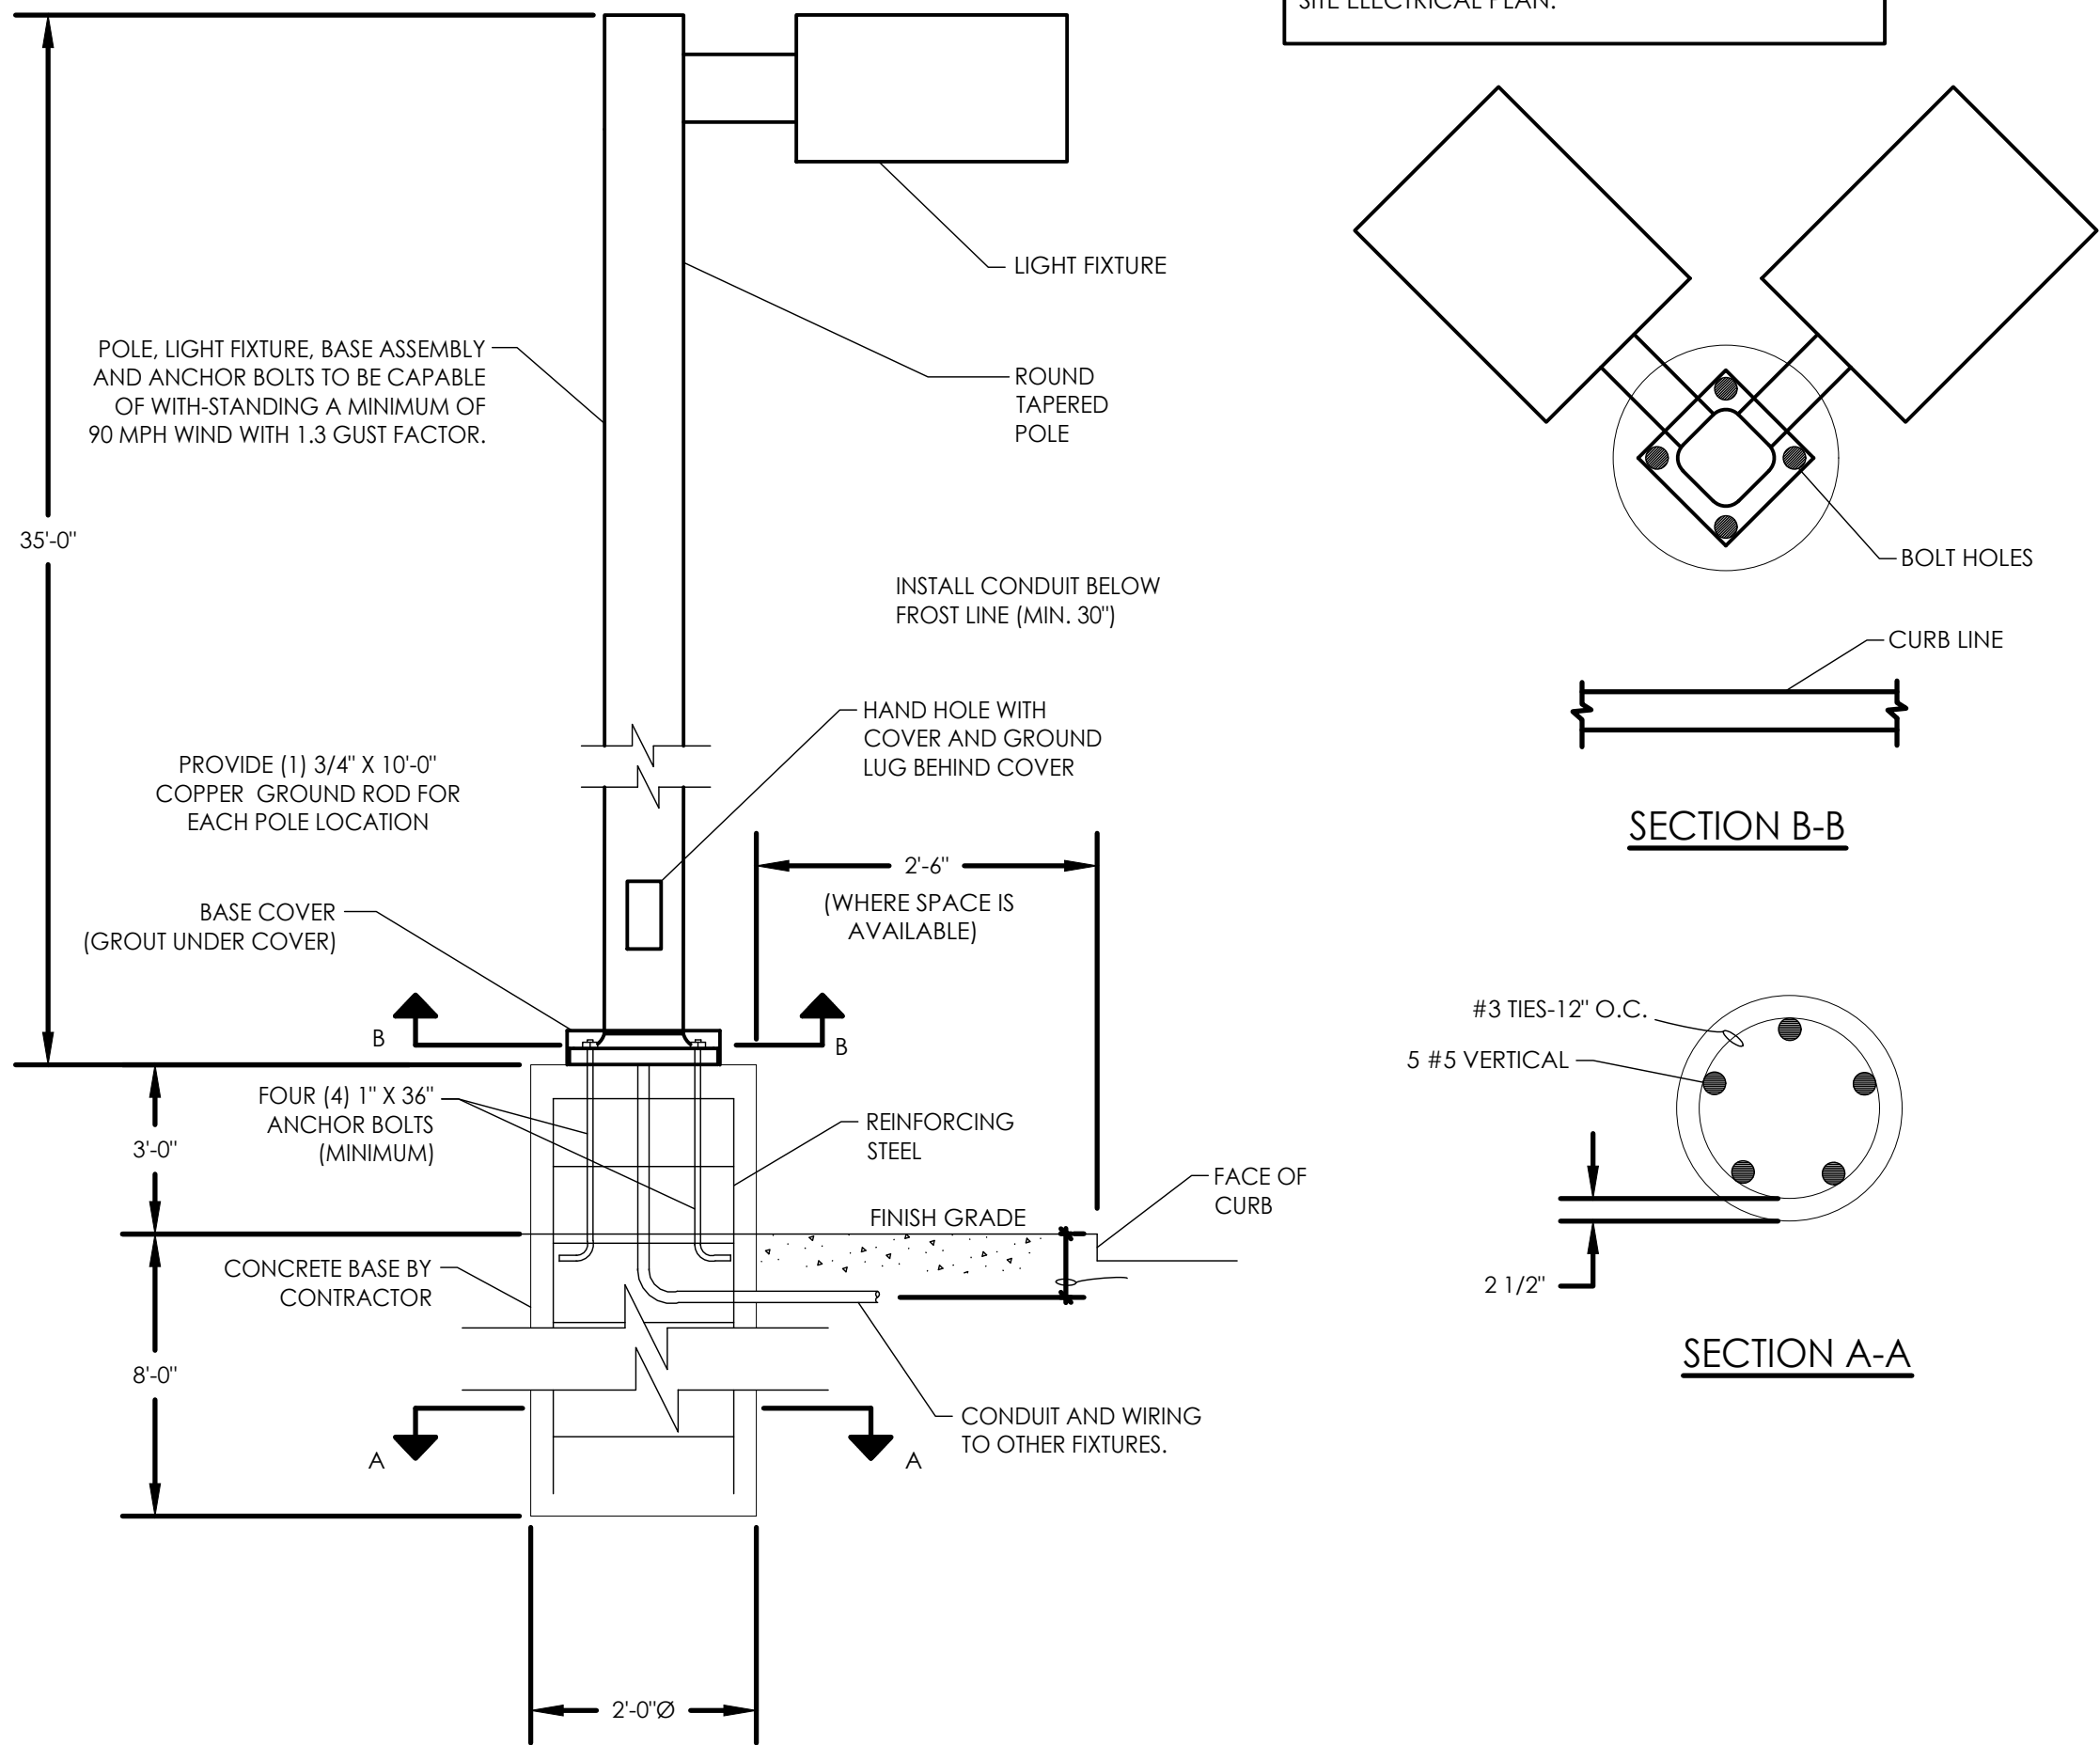 SITE ELECTRICAL PLAN.
LIGHT FIXTURE
POLE, LIGHT FIXTURE, BASE ASSEMBLY
AND ANCHOR BOLTS TO BE CAPABLE
OF WITH-STANDING A MINIMUM OF
90 MPH WIND WITH 1.3 GUST FACTOR.
ROUND
TAPERED
POLE
35'-0"
INSTALL CONDUIT BELOW
FROST LINE (MIN. 30")
BOLT HOLES
CURB LINE
HAND HOLE WITH
COVER AND GROUND
LUG BEHIND COVER
PROVIDE (1) 3/4" X 10'-0"
COPPER GROUND ROD FOR
EACH POLE LOCATION
SECTION B-B
2'-6"
(WHERE SPACE IS
AVAILABLE)
BASE COVER
(GROUT UNDER COVER)
B
B
#3 TIES-12" O.C.
5 #5 VERTICAL
FOUR (4) 1" X 36"
ANCHOR BOLTS
(MINIMUM)
3'-0"
REINFORCING
STEEL
FACE OF
CURB
FINISH GRADE
CONCRETE BASE BY
CONTRACTOR
2 1/2"
SECTION A-A
8'-0"
CONDUIT AND WIRING
TO OTHER FIXTURES.
A
A
2'-0"Ø